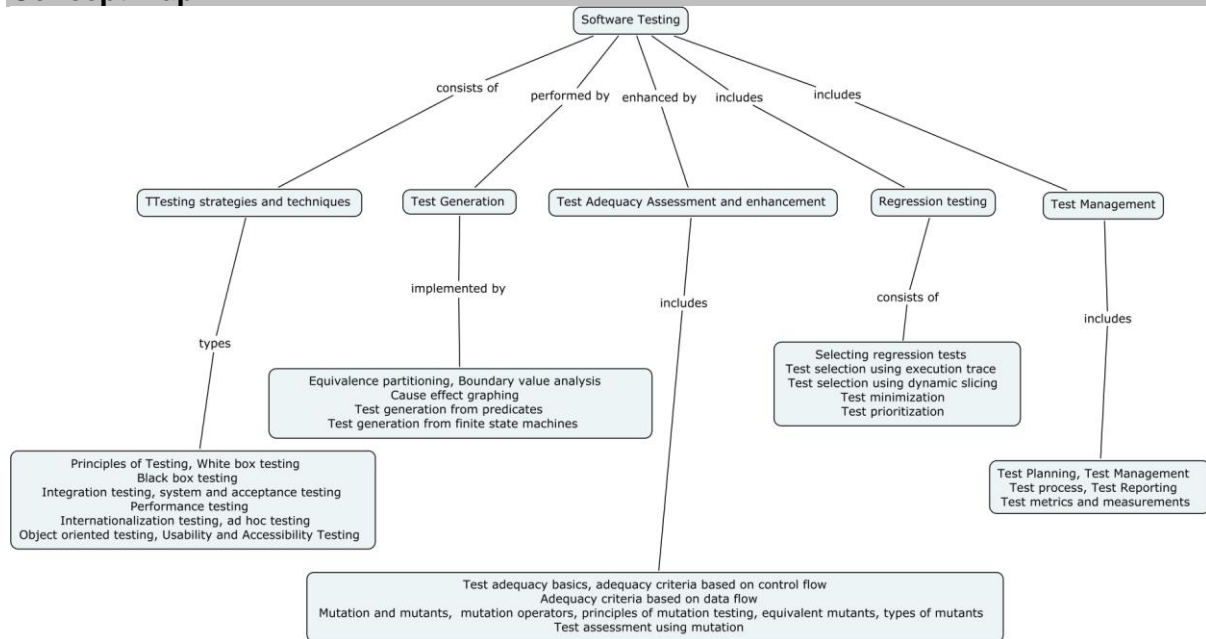 Software Testing
consists of
performed by
enhanced by
includes
includes
TTesting strategies and techniques
Test Generation
Test Adequacy Assessment and enhancement
Regression testing
Test Management
implemented by
includes
consists of
includes
types
Selecting regression tests
Test selection using execution trace
Test selection using dynamic slicing
Test minimization
Test prioritization
Equivalence partitioning, Boundary value analysis
Cause effect graphing
Test generation from predicates
Test generation from finite state machines
Principles of Testing, White box testing
Black box testing
Integration testing, system and acceptance testing
Performance testing
Internationalization testing, ad hoc testing
Object oriented testing, Usability and Accessibility Testing
Test Planning, Test Management
Test process, Test Reporting
Test metrics and measurements
Test adequacy basics, adequacy criteria based on control flow
Adequacy criteria based on data flow
Mutation and mutants, mutation operators, principles of mutation testing, equivalent mutants, types of mutants
Test assessment using mutation